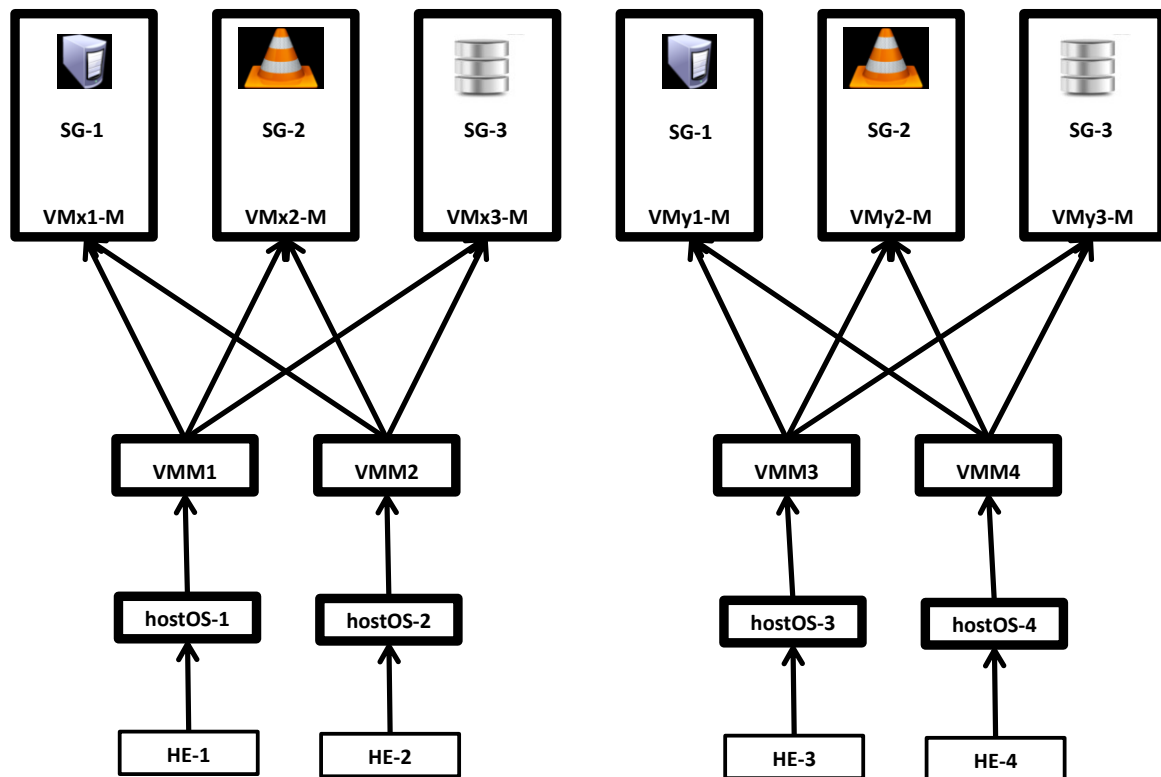 SG-1
SG-2
SG-3
SG-1
SG-2
SG-3
VMx1-M
VMx2-M
VMx3-M
VMy1-M
VMy2-M
VMy3-M
VMM1
VMM2
VMM3
VMM4
hostOS-1
hostOS-2
hostOS-3
hostOS-4
HE-1
HE-2
HE-3
HE-4